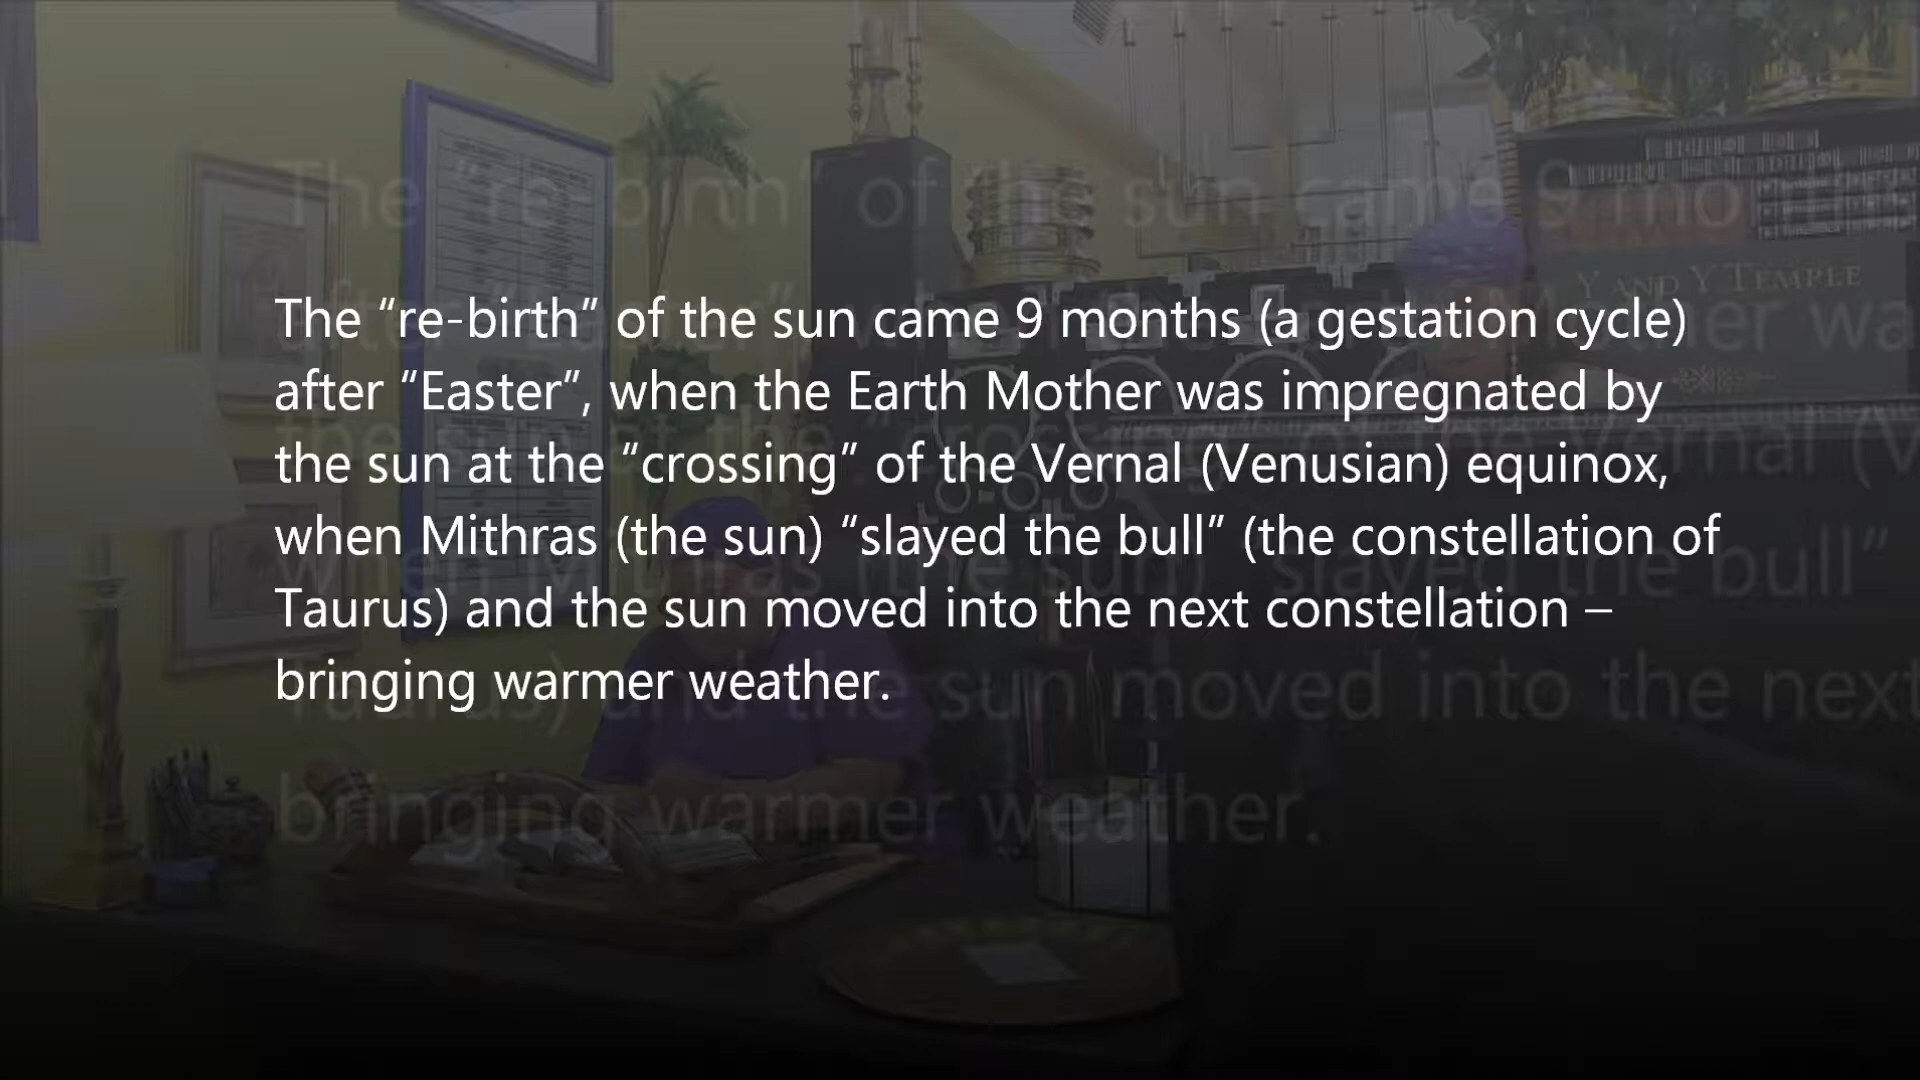 Y AND Y TEMPLE
The “re-birth” of the sun came 9 months (a gestation cycle)
after “Easter”, when the Earth Mother was impregnated by
the sun at the “crossing” of the Vernal (Venusian) equinox,
when Mithras (the sun) “slayed the bull” (the constellation of
Taurus) and the sun moved into the next constellation –
bringing warmer weather.